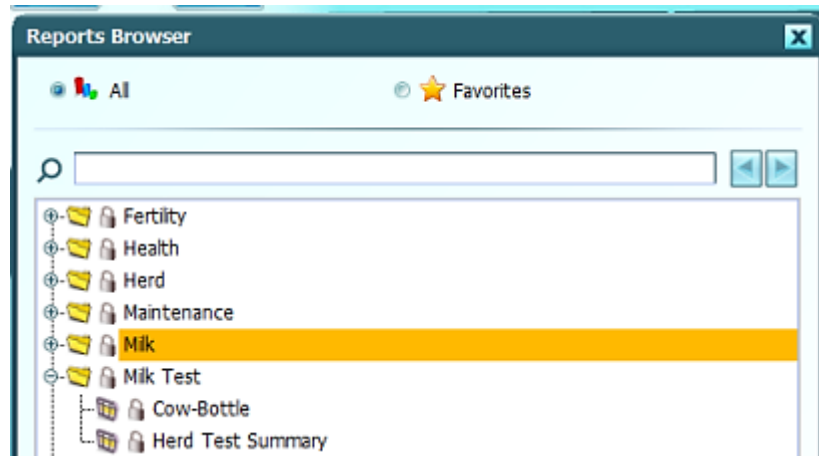 Reports Browser
All Favorites
Fertility
Health
Herd
Maintenance
Milk
Milk Test
Cow-Bottle
Herd Test Summary